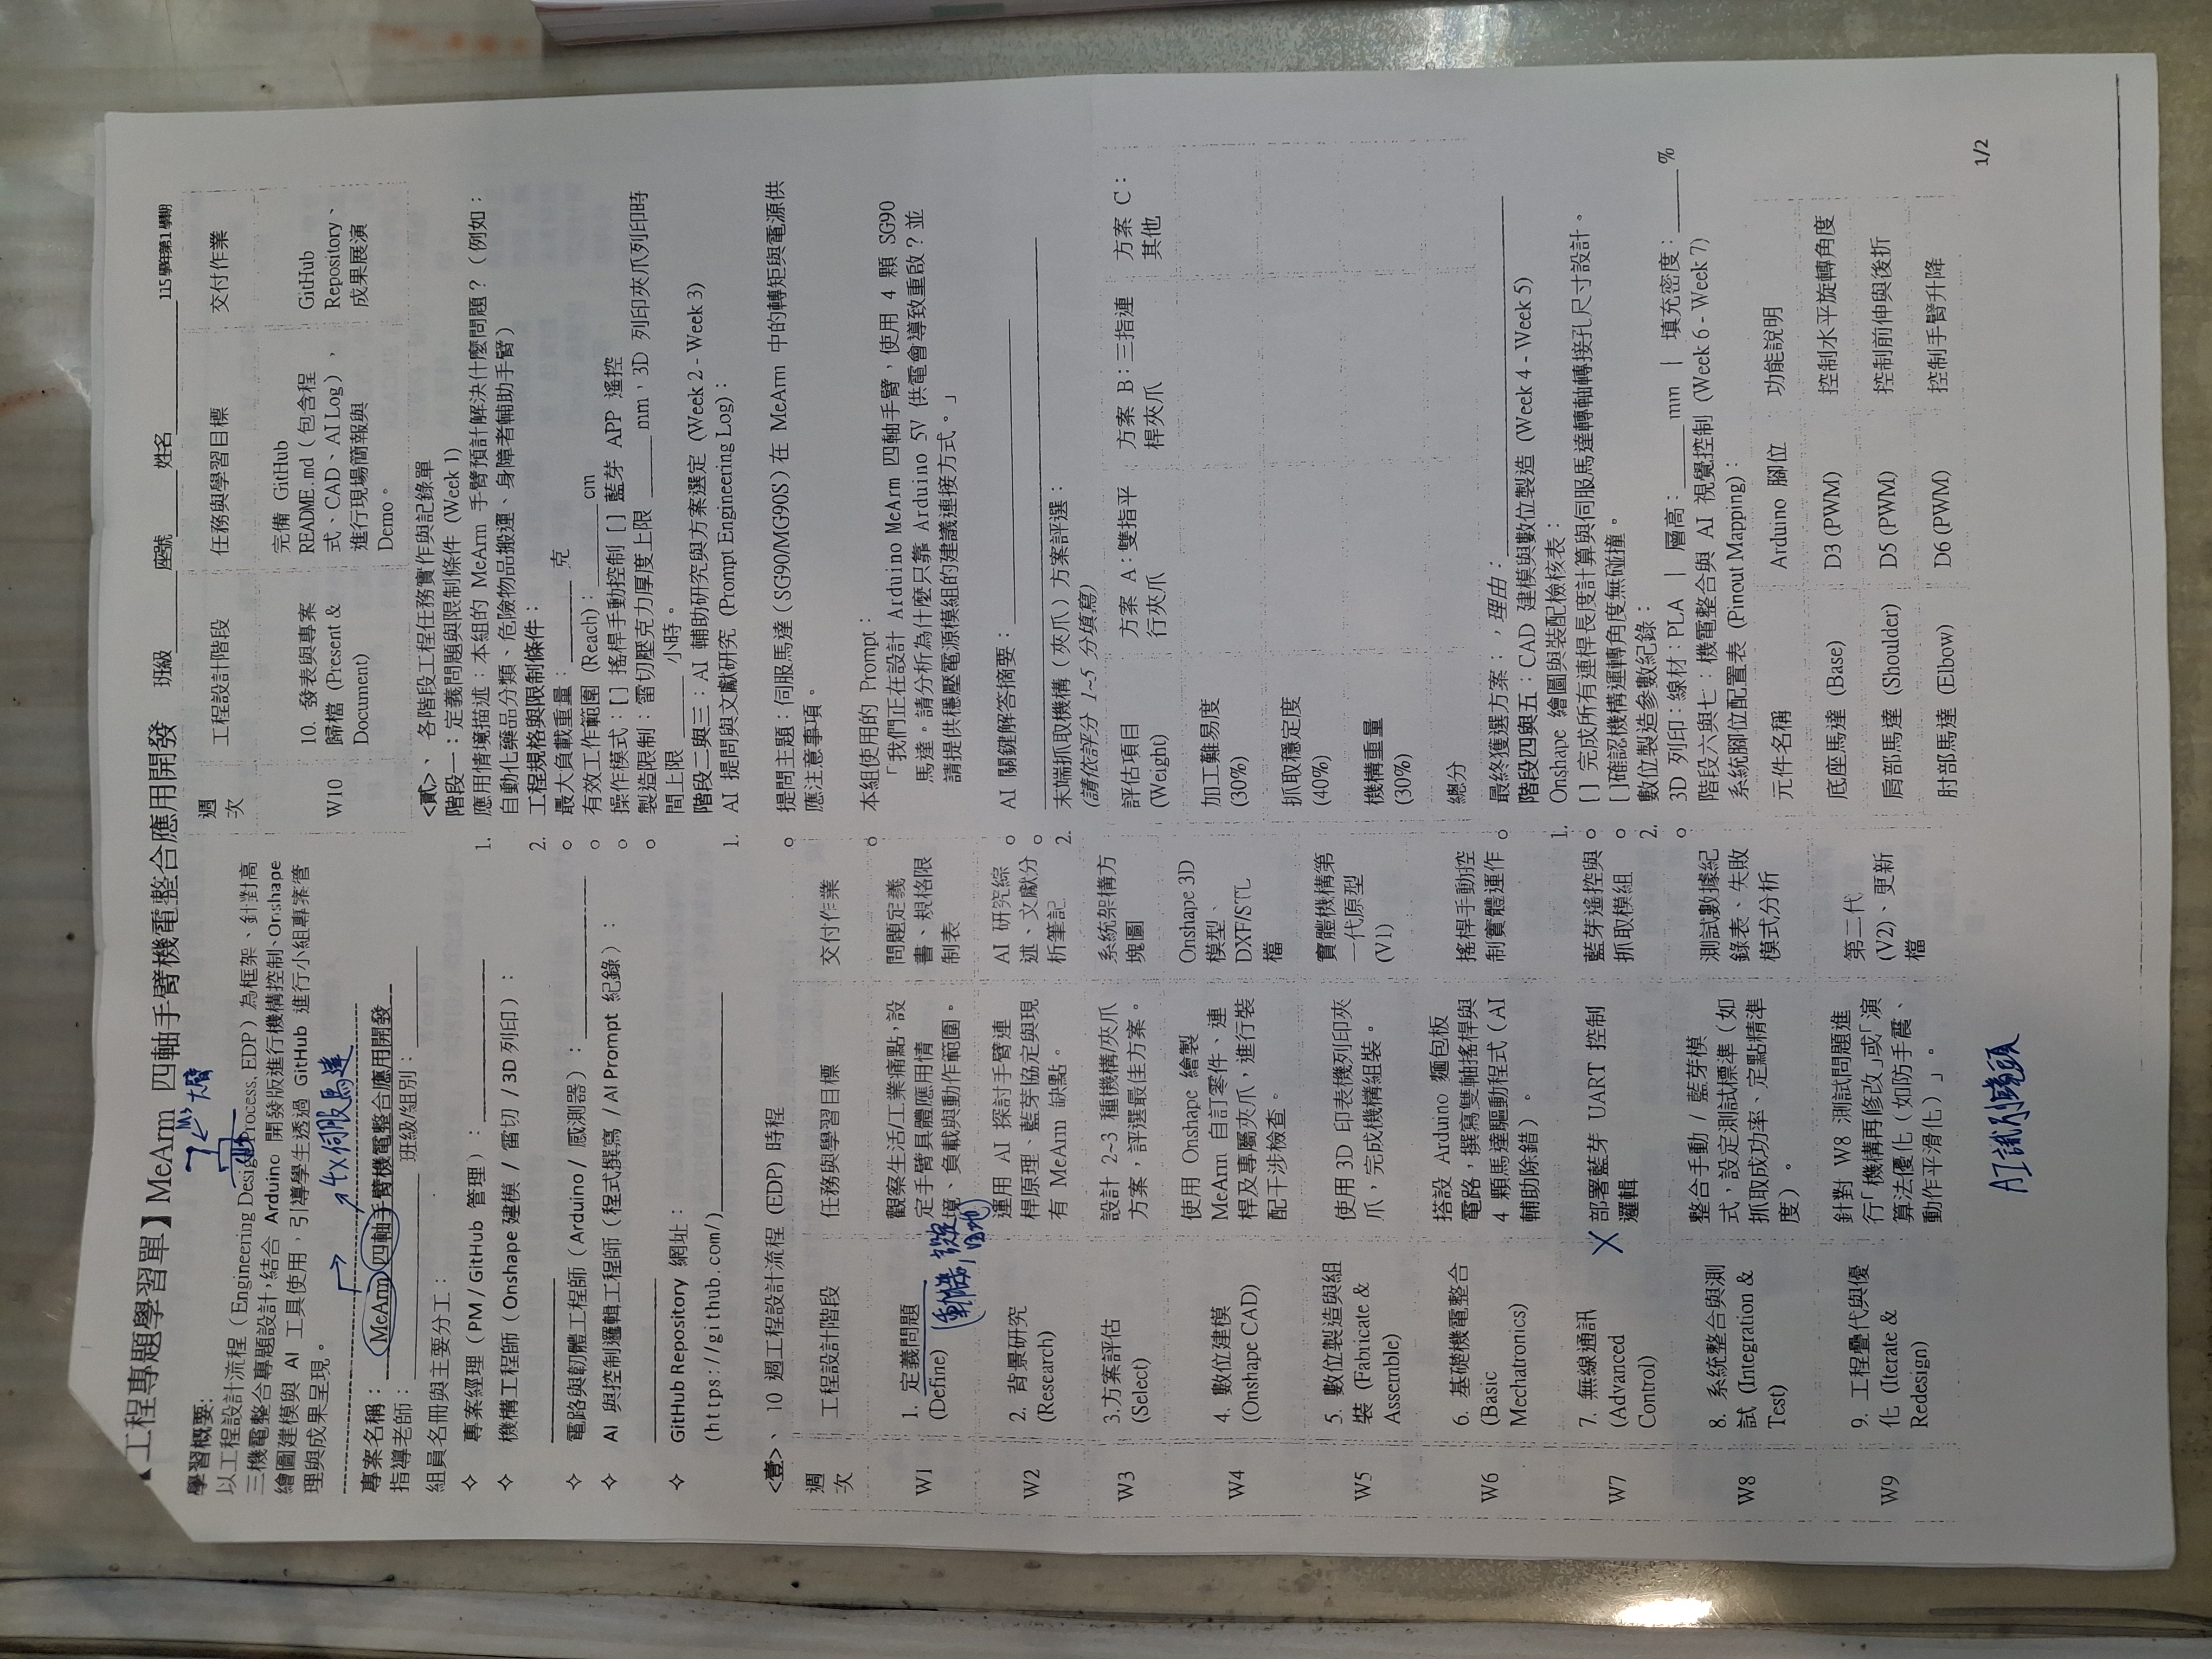 【工程專題學習單】MeArm 四軸手臂機電整合應用開發 班級______座號______姓名____________115 學年第1 學期
學習概要:
M3 大臂
以工程設計流程（Engineering Design Process, EDP）為框架、針對高
三機電整合專題設計，結合 Arduino 開發版進行機構控制、Onshape
繪圖建模與 AI 工具使用，引導學生透過 GitHub 進行小組專案管
理與成果呈現。
4x伺服馬達
專案名稱：__MeArm 四軸手臂機電整合應用開發__
指導老師：__________________ 班級/組別：_________
組員名冊與主要分工：
✧ 專案經理（PM / GitHub 管理）：______________
✧ 機構工程師（Onshape 建模 / 雷切 / 3D 列印）：
______________
✧ 電路與韌體工程師（Arduino / 感測器）：______________
✧ AI 與控制邏輯工程師（程式撰寫 / AI Prompt 紀錄）：
______________
✧ GitHub Repository 網址：
(https://github.com/)____________________
<壹>、 10 週工程設計流程 (EDP) 時程
週次 工程設計階段 任務與學習目標 交付作業
W1
1. 定義問題
(Define)
(動機, 設定
目地)
觀察生活/工業痛點，設
定手臂具體應用情
境、負載與動作範圍。
問題定義
書、規格限
制表
W2
2. 背景研究
(Research)
運用 AI 探討手臂連
桿原理、藍芽協定與現
有 MeArm 缺點。
AI 研究綜
述、文獻分
析筆記
W3
3.方案評估
(Select)
設計 2~3 種機構/夾爪
方案，評選最佳方案。
系統架構方
塊圖
W4
4. 數位建模
(Onshape CAD)
使用 Onshape 繪製
MeArm 自訂零件、連
桿及專屬夾爪，進行裝
配干涉檢查。
Onshape 3D
模型、
DXF/STL
檔
W5
5. 數位製造與組
裝 (Fabricate &
Assemble)
使用3D 印表機列印夾
爪，完成機構組裝。
實體機構第
一代原型
(V1)
W6
6. 基礎機電整合
(Basic
Mechatronics)
搭設 Arduino 麵包板
電路，撰寫雙軸搖桿與
4 顆馬達驅動程式（AI
輔助除錯）。
搖桿手動控
制實體運作
W7
7. 無線通訊
(Advanced
Control)
X 部署藍芽 UART 控制
邏輯
藍芽遙控與
抓取模組
W8
8. 系統整合與測
試 (Integration &
Test)
整合手動 / 藍芽模
式，設定測試標準（如
抓取成功率、定點精準
度）。
測試數據紀
錄表、失敗
模式分析
W9
9. 工程疊代與優
化 (Iterate &
Redesign)
針對 W8 測試問題進
行「機構再修改」或「演
算法優化（如防手震、
動作平滑化）」。
第二代
(V2)、更新
檔
AI識別鏡頭
週次 工程設計階段 任務與學習目標 交付作業
W10
10. 發表與專案
歸檔 (Present &
Document)
完備 GitHub
README.md（包含程
式、CAD、AI Log），
進行現場簡報與
Demo。
GitHub
Repository、
成果展演
<貳>、 各階段工程任務實作與記錄單
階段一：定義問題與限制條件 (Week 1)
1. 應用情境描述：本組的 MeArm 手臂預計解決什麼問題？（例如：
自動化藥品分類、危險物品搬運、身障者輔助手臂）
2. 工程規格與限制條件：
o 最大負載重量：________ 克
o 有效工作範圍 (Reach)：________cm
o 操作模式：[ ] 搖桿手動控制 [ ] 藍芽 APP 遙控
o 製造限制：雷切壓克力厚度上限 ______ mm，3D 列印夾爪列印時
間上限 ______ 小時。
階段二與三：AI 輔助研究與方案選定 (Week 2 - Week 3)
1. AI 提問與文獻研究 (Prompt Engineering Log)：
o 提問主題：伺服馬達（SG90/MG90S）在 MeArm 中的轉矩與電源供
應注意事項。
o 本組使用的 Prompt：
「我們正在設計 Arduino MeArm 四軸手臂，使用 4 顆 SG90
馬達。請分析為什麼只靠 Arduino 5V 供電會導致重啟？並
請提供穩壓電源模組的建議連接方式。」
o AI 關鍵解答摘要：______________________________
o ________________________________________
2. 末端抓取機構（夾爪）方案評選：
(請依評分 1~5 分填寫)
評估項目
(Weight)
方案 A：雙指平
行夾爪
方案 B：三指連
桿夾爪
方案 C：
其他
加工難易度
(30%)
抓取穩定度
(40%)
機構重量
(30%)
總分
o 最終獲選方案：，理由：______________________________
階段四與五：CAD 建模與數位製造 (Week 4 - Week 5)
1. Onshape 繪圖與裝配檢核表：
o [ ] 完成所有連桿長度計算與伺服馬達轉軸轉接孔尺寸設計。
o [ ]確認機構運轉角度無碰撞。
2. 數位製造參數紀錄：
o 3D 列印：線材：PLA | 層高：______ mm | 填充密度：______ %
階段六與七：機電整合與 AI 視覺控制 (Week 6 - Week 7)
系統腳位配置表 (Pinout Mapping)：
元件名稱 Arduino 腳位 功能說明
底座馬達 (Base) D3 (PWM) 控制水平旋轉角度
肩部馬達 (Shoulder) D5 (PWM) 控制前伸與後折
肘部馬達 (Elbow) D6 (PWM) 控制手臂升降
1/2